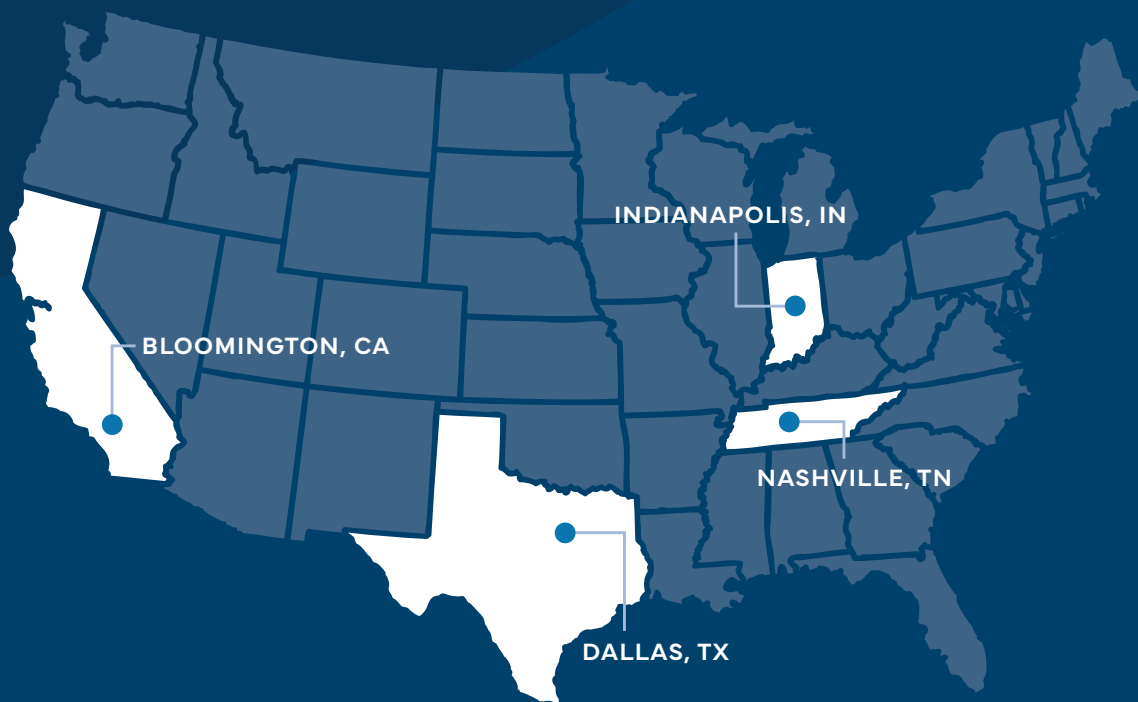 INDIANAPOLIS, IN
BLOOMINGTON, CA
NASHVILLE, TN
DALLAS, TX